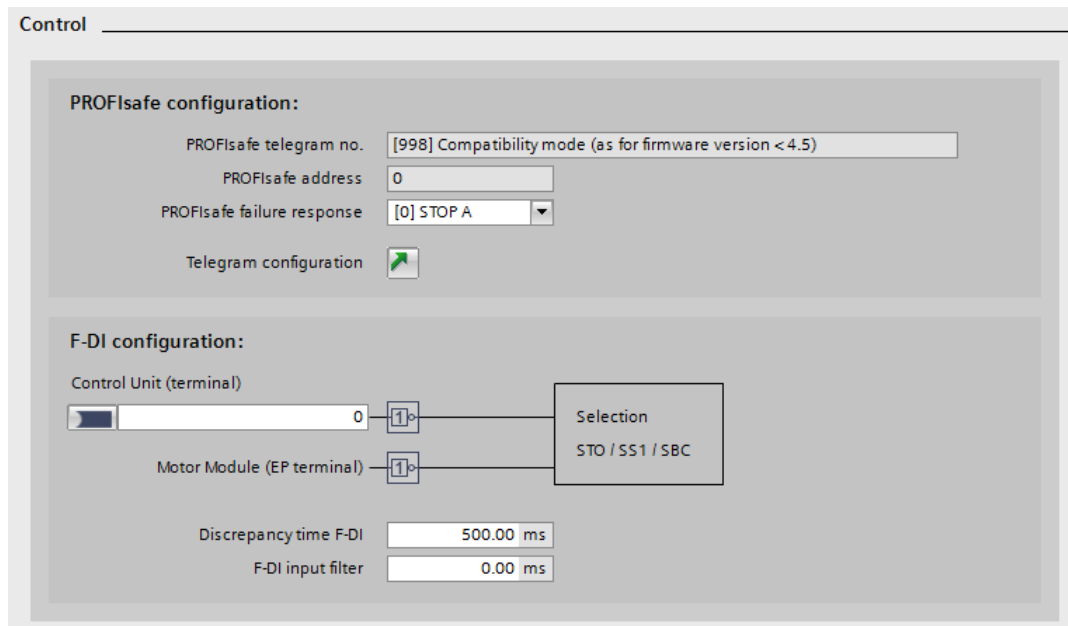 Control
PROFIsafe configuration:
PROFIsafe telegram no. [998] Compatibility mode (as for firmware version < 4.5)
PROFIsafe address 0
PROFIsafe failure response [0] STOP A
Telegram configuration
F-DI configuration:
Control Unit (terminal)
0 1 Selection
STO / SS1 / SBC
Motor Module (EP terminal) 1
Discrepancy time F-DI 500.00 ms
F-DI input filter 0.00 ms